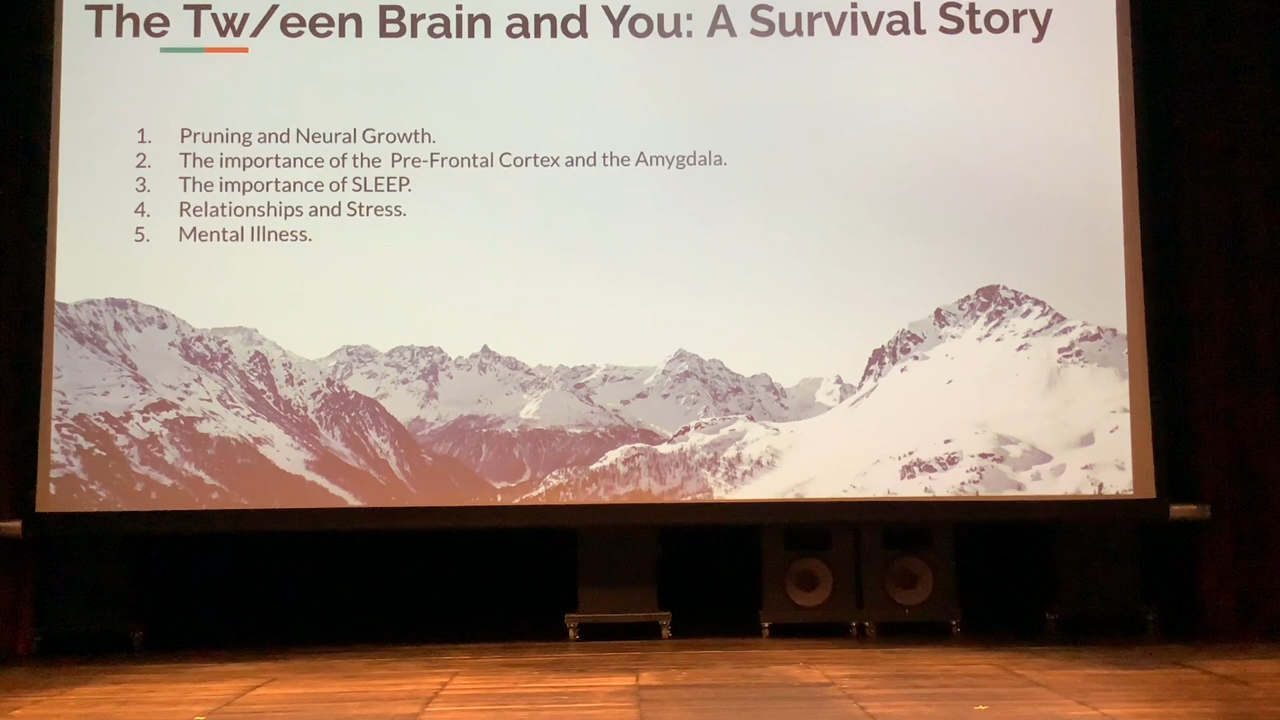 The Tw/een Brain and You: A Survival Story
1. Pruning and Neural Growth.
2. The importance of the Pre-Frontal Cortex and the Amygdala.
3. The importance of SLEEP.
4. Relationships and Stress.
5. Mental Illness.